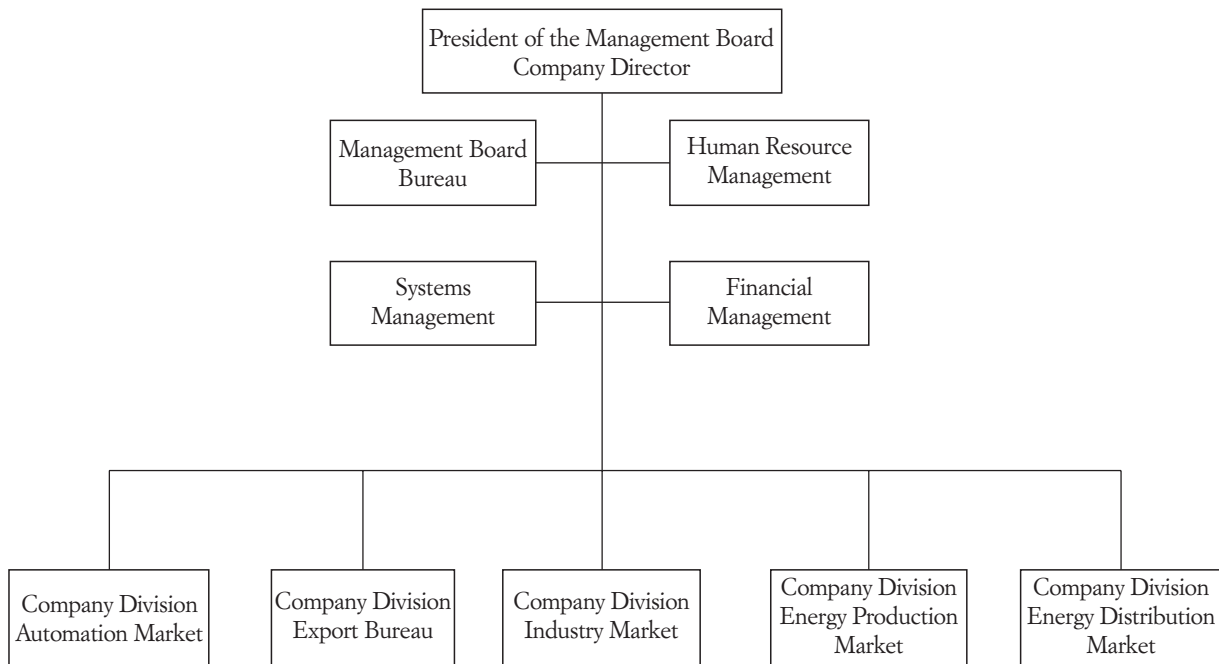 President of the Management Board
Company Director
Management Board
Bureau
Human Resource
Management
Systems
Management
Financial
Management
Company Division
Automation Market
Company Division
Export Bureau
Company Division
Industry Market
Company Division
Energy Production
Market
Company Division
Energy Distribution
Market